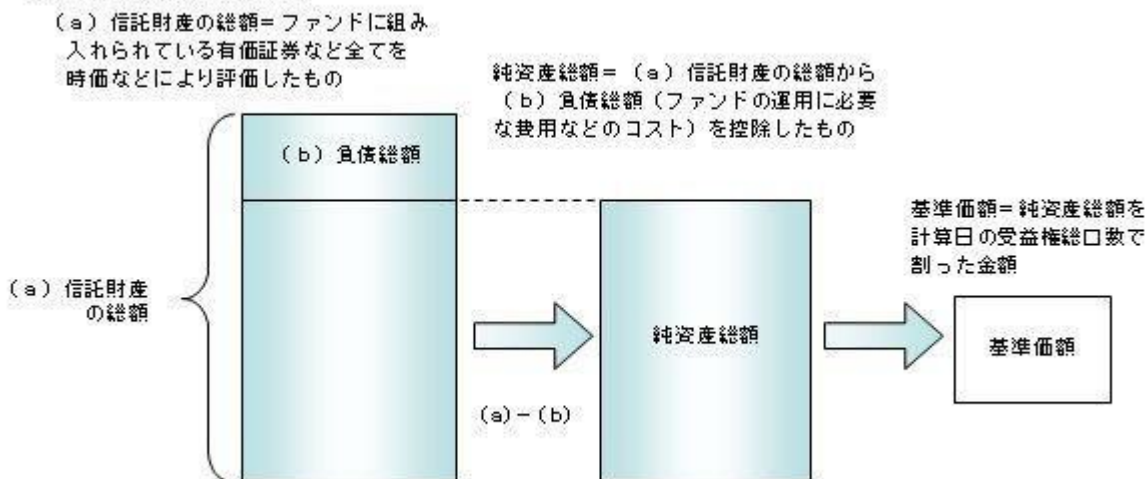 (a)信託財産の総額=ファンドに組み
入れられている有価証券など全てを
時価などにより評価したもの
純資産総額=(a)信託財産の総額から
(b)負債総額(ファンドの運用に必要
な費用などのコスト)を控除したもの
(b)負債総額
基準価額=純資産総額を
計算日の受益権総口数で
割った金額
(a)信託財産
の総額
純資産総額
基準価額
(a)-(b)